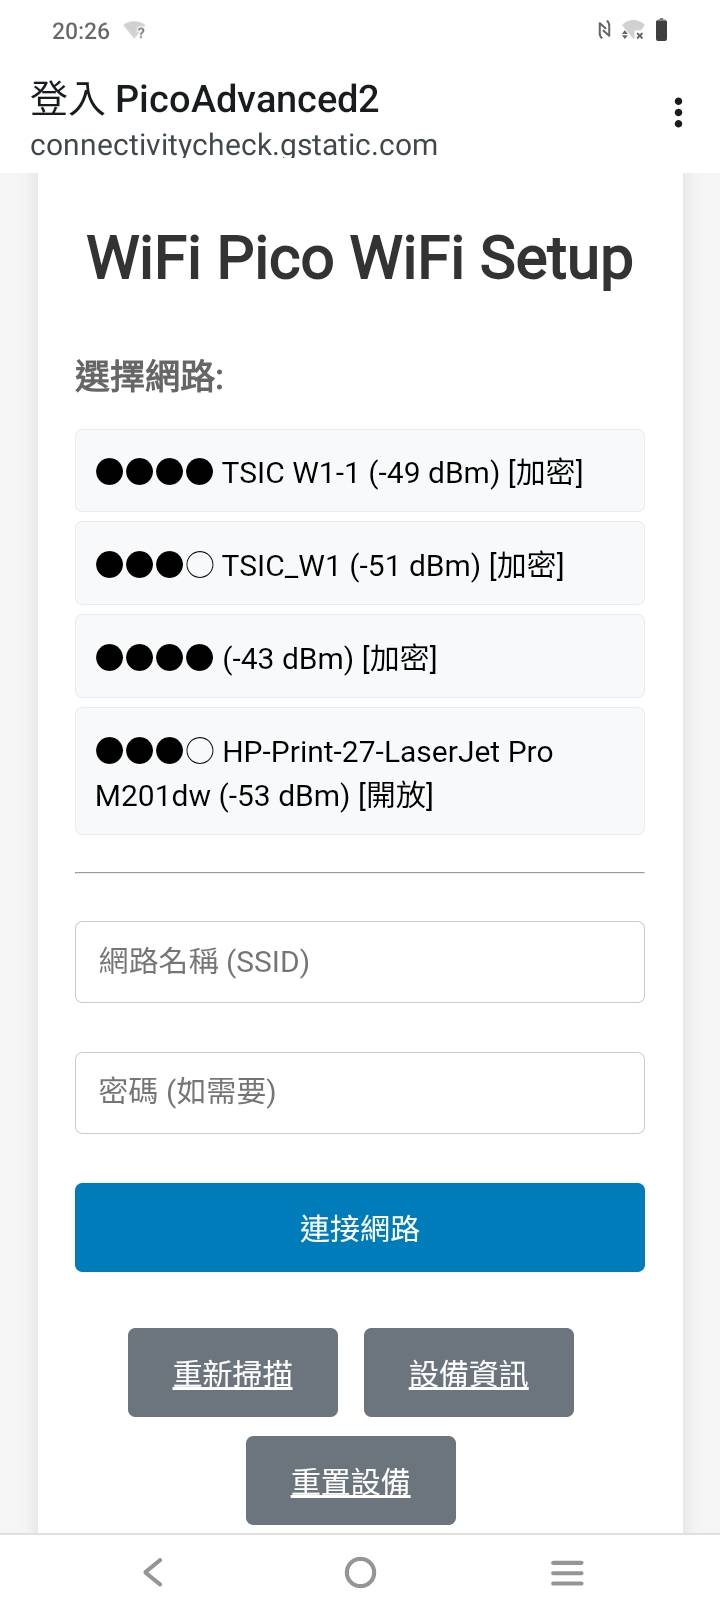 20:26
登入 PicoAdvanced2
connectivitycheck.gstatic.com
WiFi Pico WiFi Setup
選擇網路:
●●●● TSIC W1-1 (-49 dBm) [加密]
●●●○ TSIC_W1 (-51 dBm) [加密]
●●●● (-43 dBm) [加密]
●●●○ HP-Print-27-LaserJet Pro
M201dw (-53 dBm) [開放]
網路名稱 (SSID)
密碼 (如需要)
連接網路
重新掃描
設備資訊
重置設備